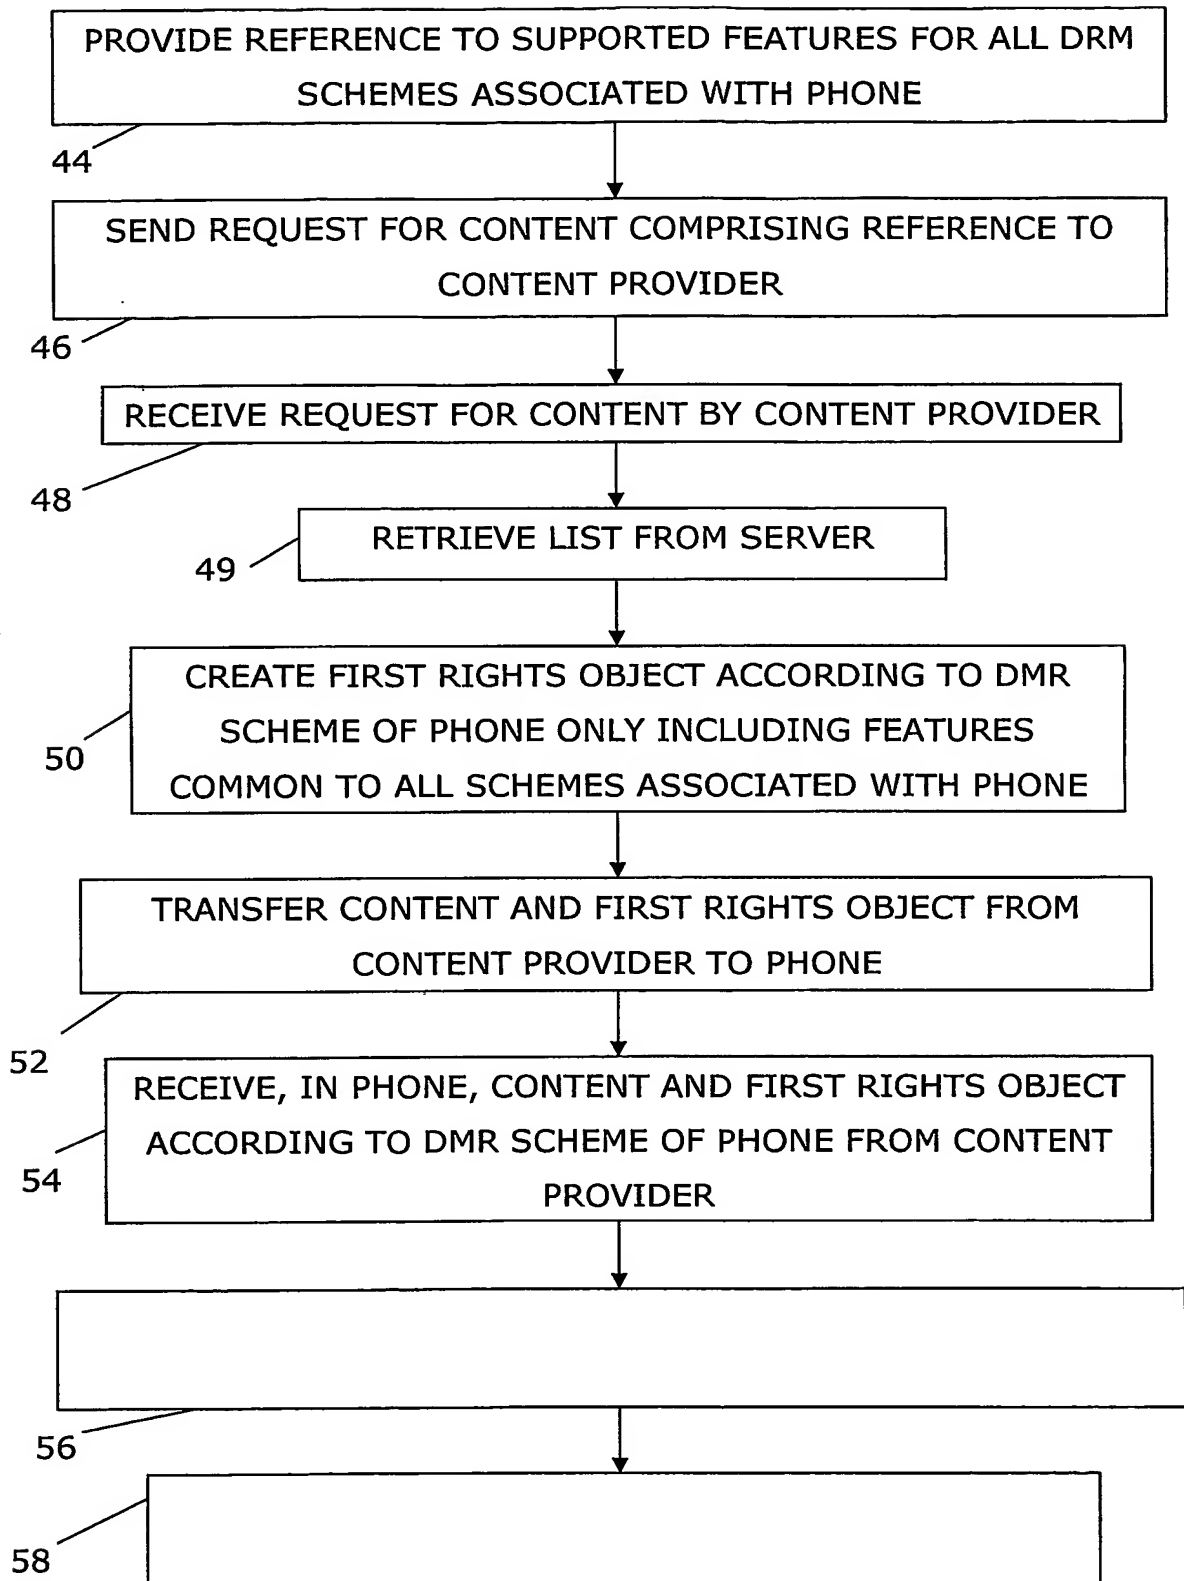 PROVIDE REFERENCE TO SUPPORTED FEATURES FOR ALL DRM
SCHEMES ASSOCIATED WITH PHONE
44
SEND REQUEST FOR CONTENT COMPRISING REFERENCE TO
CONTENT PROVIDER
46
RECEIVE REQUEST FOR CONTENT BY CONTENT PROVIDER
48
RETRIEVE LIST FROM SERVER
49
CREATE FIRST RIGHTS OBJECT ACCORDING TO DMR
SCHEME OF PHONE ONLY INCLUDING FEATURES
COMMON TO ALL SCHEMES ASSOCIATED WITH PHONE
50
TRANSFER CONTENT AND FIRST RIGHTS OBJECT FROM
CONTENT PROVIDER TO PHONE
52
RECEIVE, IN PHONE, CONTENT AND FIRST RIGHTS OBJECT
ACCORDING TO DMR SCHEME OF PHONE FROM CONTENT
PROVIDER
54
56
58